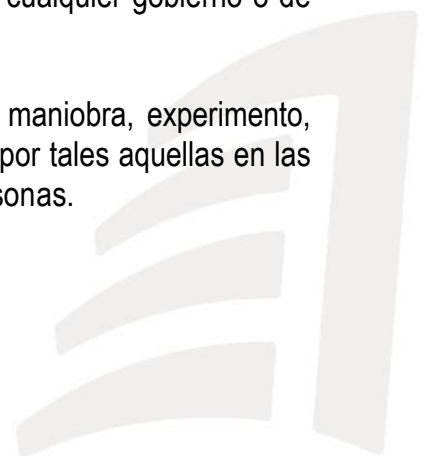 cualquier gobierno o de
maniobra, experimento,
por tales aquellas en las
sonas.